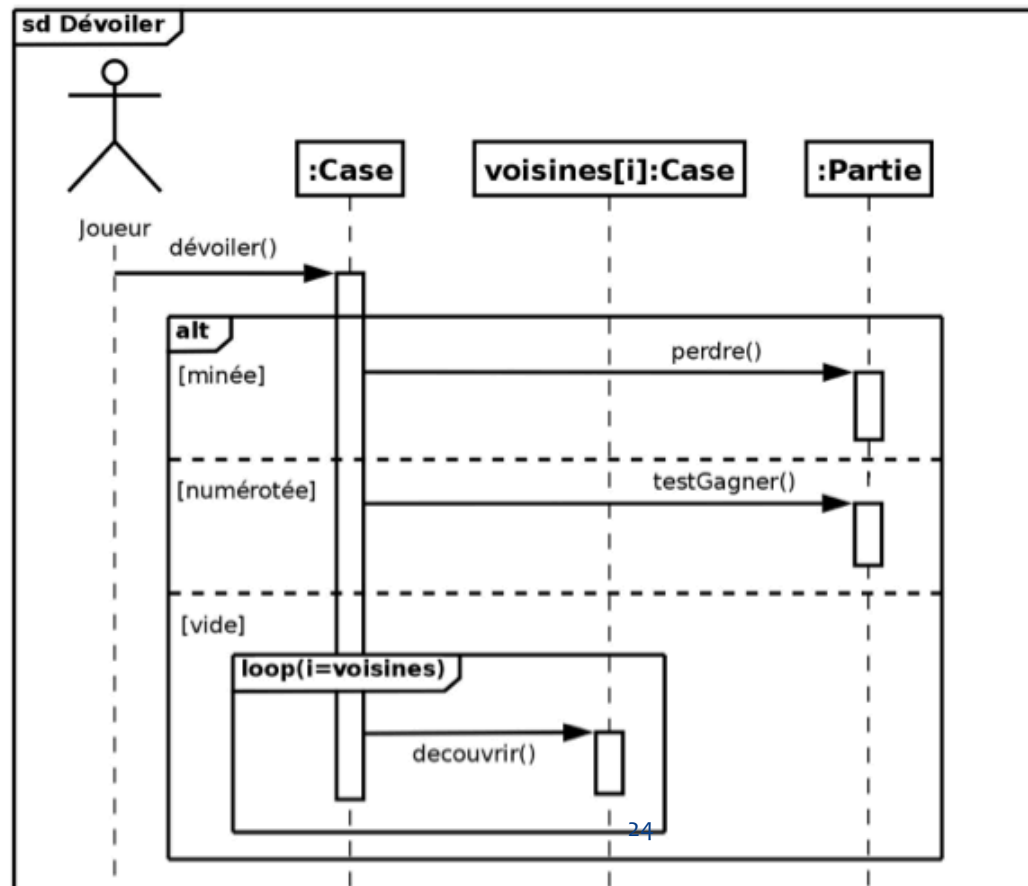 sd Dévoiler
:Case
voisines[i]:Case
:Partie
Joueur
dévoiler()
alt
perdre()
[minée]
testGagner()
[numérotée]
[vide]
loop(i=voisines)
decouvrir()
24